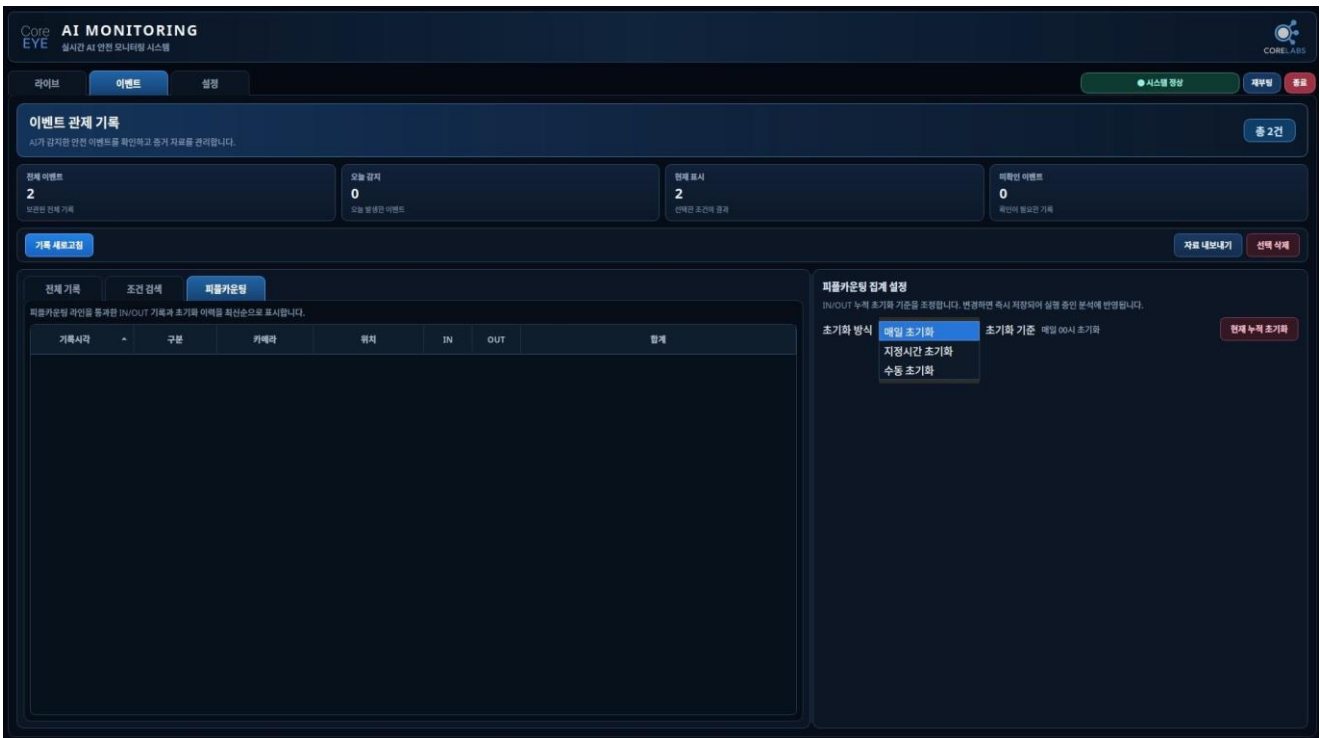 Core EYE
AI MONITORING
실시간 AI 안전 모니터링 시스템
CORELABS
라이브
이벤트
설정
시스템 정상
재부팅
종료
이벤트 관제 기록
AI가 감지한 안전 이벤트를 확인하고 증거 자료를 관리합니다.
총 2건
전체 이벤트
2
보관된 전체 기록
오늘 감지
0
오늘 발생한 이벤트
현재 표시
2
선택한 조건의 결과
미확인 이벤트
0
확인이 필요한 기록
기록 새로고침
자료 내보내기
선택 삭제
전체 기록
조건 검색
피플카운팅
피플카운팅 라인을 통과한 IN/OUT 기록과 초기화 이력을 최신순으로 표시합니다.
기록시각
구분
카메라
위치
IN
OUT
합계
피플카운팅 집계 설정
IN/OUT 누적 초기화 기준을 조정합니다. 변경하면 즉시 저장되어 실행 중인 분석에 반영됩니다.
초기화 방식
매일 초기화
지정시간 초기화
수동 초기화
초기화 기준
매일 00시 초기화
현재 누적 초기화